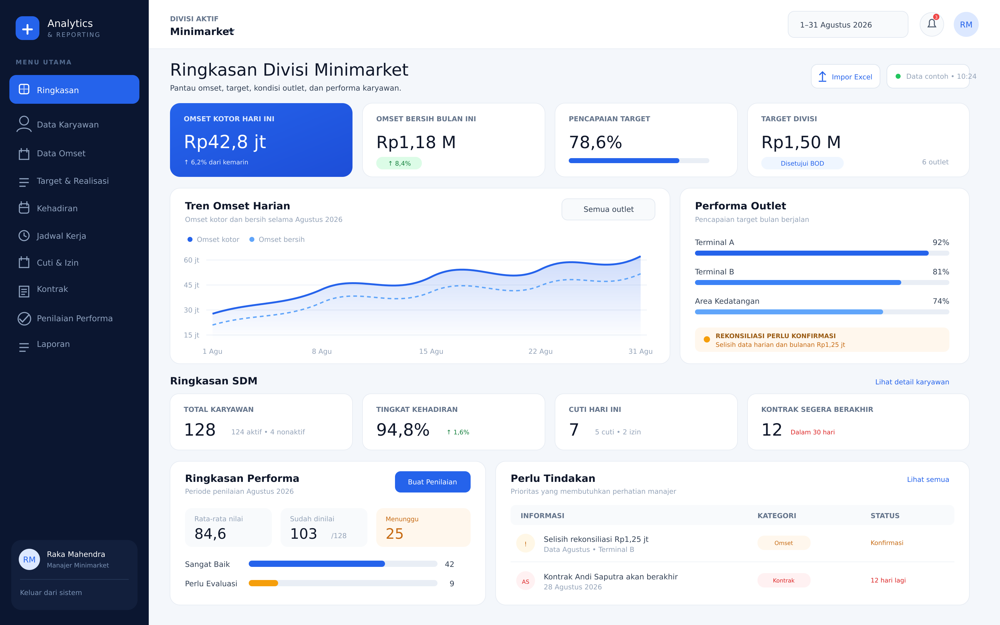 Analytics
& REPORTING
MENU UTAMA
Ringkasan
Data Karyawan
Data Omset
Target & Realisasi
Kehadiran
Jadwal Kerja
Cuti & Izin
Kontrak
Penilaian Performa
Laporan
RM
Raka Mahendra
Manajer Minimarket
Keluar dari sistem
DIVISI AKTIF
Minimarket
1–31 Agustus 2026
3
RM
Ringkasan Divisi Minimarket
Pantau omset, target, kondisi outlet, dan performa karyawan.
Impor Excel
Data contoh • 10:24
OMSET KOTOR HARI INI
Rp42,8 jt
↑ 6,2% dari kemarin
OMSET BERSIH BULAN INI
Rp1,18 M
↑ 8,4%
PENCAPAIAN TARGET
78,6%
TARGET DIVISI
Rp1,50 M
Disetujui BOD
6 outlet
Tren Omset Harian
Omset kotor dan bersih selama Agustus 2026
Semua outlet
Omset kotor
Omset bersih
60 jt
45 jt
30 jt
15 jt
1 Agu
8 Agu
15 Agu
22 Agu
31 Agu
Performa Outlet
Pencapaian target bulan berjalan
Terminal A
92%
Terminal B
81%
Area Kedatangan
74%
REKONSILIASI PERLU KONFIRMASI
Selisih data harian dan bulanan Rp1,25 jt
Ringkasan SDM
Lihat detail karyawan
TOTAL KARYAWAN
128
124 aktif • 4 nonaktif
TINGKAT KEHADIRAN
94,8%
↑ 1,6%
CUTI HARI INI
7
5 cuti • 2 izin
KONTRAK SEGERA BERAKHIR
12
Dalam 30 hari
Ringkasan Performa
Periode penilaian Agustus 2026
Buat Penilaian
Rata-rata nilai
84,6
Sudah dinilai
103
/128
Menunggu
25
Sangat Baik
42
Perlu Evaluasi
9
Perlu Tindakan
Prioritas yang membutuhkan perhatian manajer
Lihat semua
INFORMASI
KATEGORI
STATUS
!
Selisih rekonsiliasi Rp1,25 jt
Data Agustus • Terminal B
Omset
Konfirmasi
AS
Kontrak Andi Saputra akan berakhir
28 Agustus 2026
Kontrak
12 hari lagi